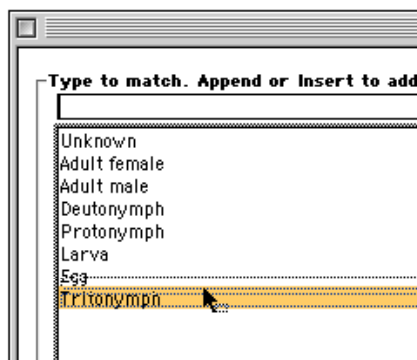 Type to match. Append or Insert to add
Unknown
Adult female
Adult male
Deutonymph
Protonymph
Larva
Egg
Tritonymph